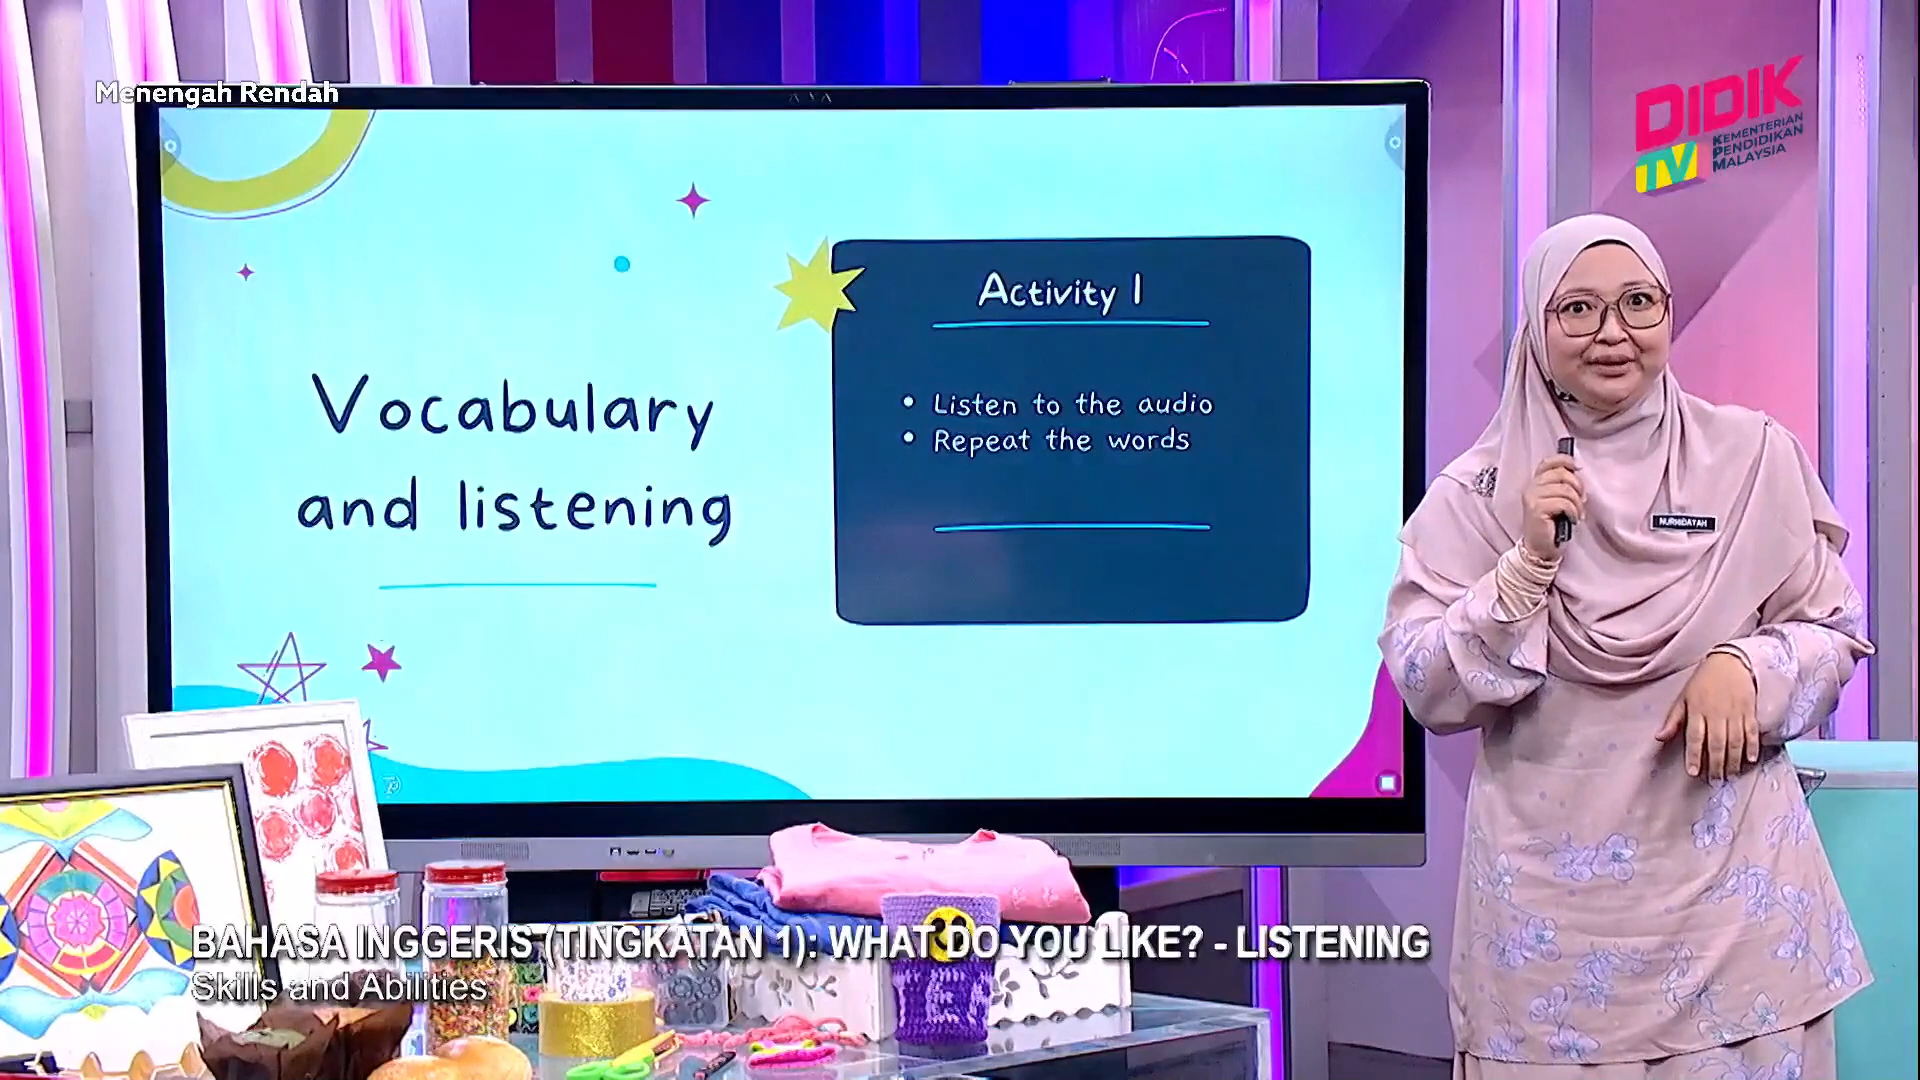 Menengah Rendah
DIDIK
TV
KEMENTERIAN
PENDIDIKAN
MALAYSIA
Vocabulary
and listening
Activity 1
• Listen to the audio
• Repeat the words
NURHIDAYAH
BAHASA INGGERIS (TINGKATAN 1): WHAT DO YOU LIKE? - LISTENING
Skills and Abilities